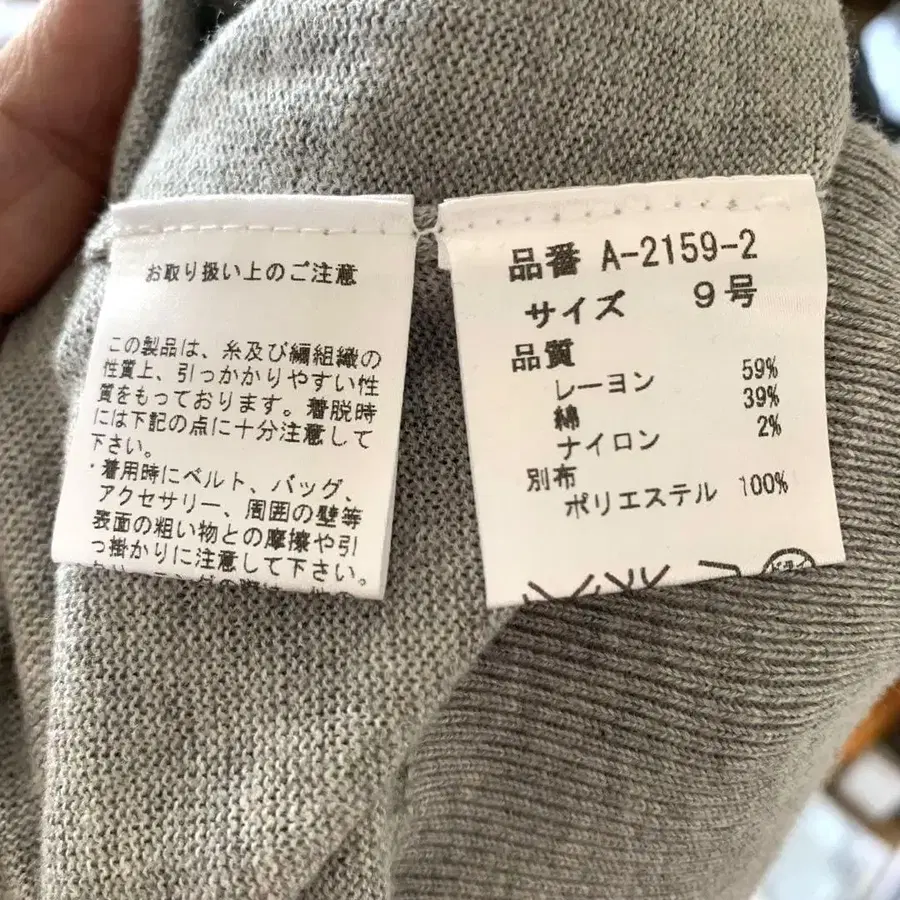 お取り扱い上のご注意
この製品は、糸及び編組織の
性質上、引っかかりやすい性
質をもっております。着脱時
には下記の点に十分注意して
下さい。
・着用時にベルト、バッグ、
アクセサリー、周囲の壁等
表面の粗い物との摩擦や引
っ掛かりに注意して下さい。
品番 A-2159-2
サイズ 9号
品質
レーヨン 59%
綿 39%
ナイロン 2%
別布
ポリエステル 100%